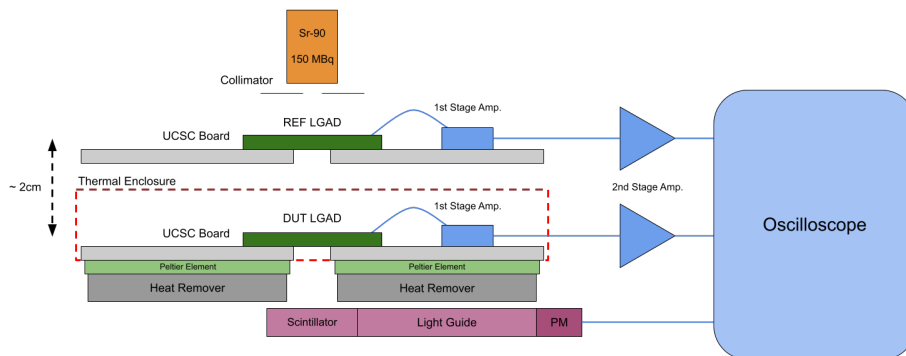 Sr-90
150 MBq
Collimator
1st Stage Amp.
REF LGAD
UCSC Board
~ 2cm
Thermal Enclosure
2nd Stage Amp.
1st Stage Amp.
DUT LGAD
UCSC Board
Oscilloscope
Peltier Element
Peltier Element
Heat Remover
Heat Remover
Scintillator
Light Guide
PM